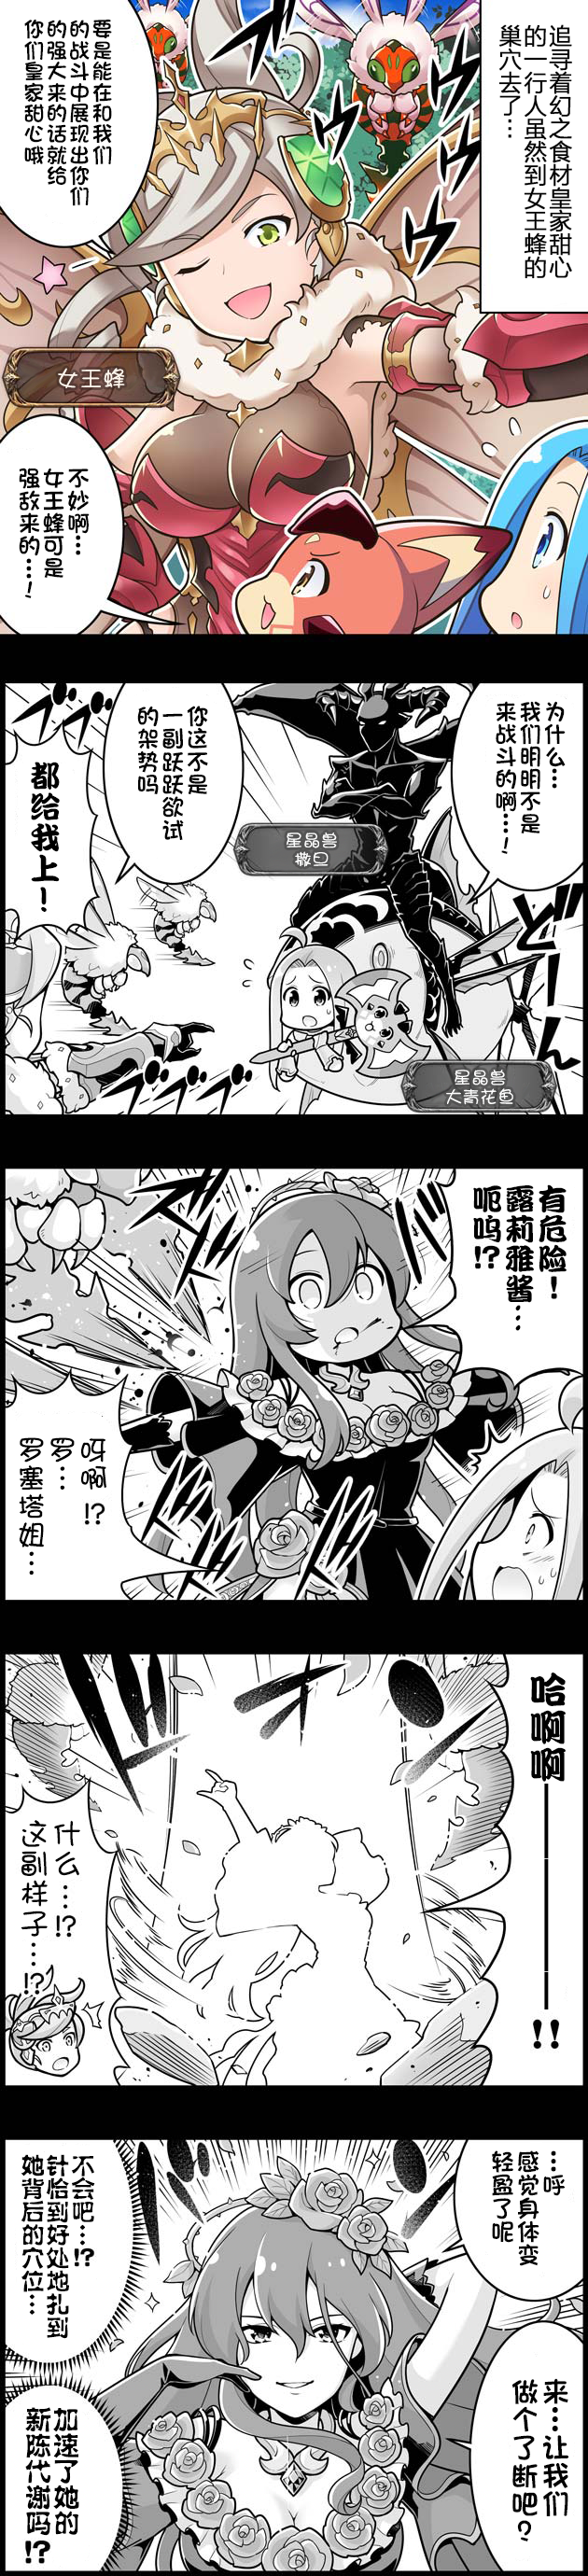 追寻着幻之食材皇家甜心
的一行人虽然到女王蜂的
巢穴去了…
要是能在和我们
的战斗中展现出你们
的强大来的话就给
你们皇家甜心哦
女王蜂
不妙啊…
女王蜂可是
强敌来的…!
为什么…
我们明明不是
来战斗的啊…!
你这不是
一副跃跃欲试
的架势吗
星晶兽
撒旦
都给我上!
どーん
星晶兽
大青花鱼
有危险!
露莉雅酱…
呃呜!?
呀啊!?
罗…
罗塞塔姐…
哈啊啊——!!
什么…!?
这副样子…!?
…呼
感觉身体变
轻盈了呢
不会吧…!?
针恰到好处地扎到
她背后的穴位…
来…让我们
做个了断吧?
加速了她的
新陈代谢吗!?